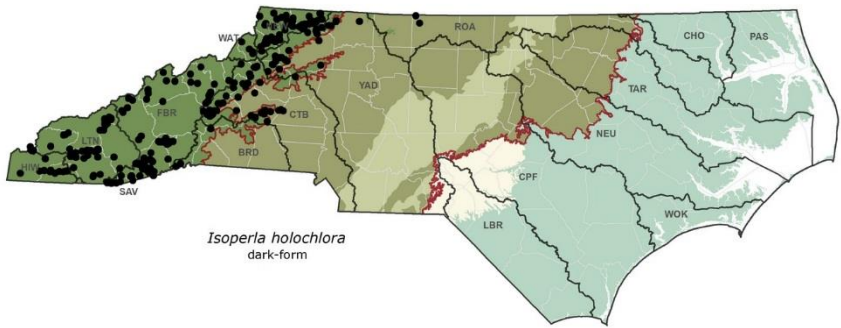 ROA
CHO
PAS
WAT
YAD
TAR
FBR
CTB
NEU
LTN
BRD
HIW
CPF
SAV
WOK
LBR
Isoperla holochlora
dark-form